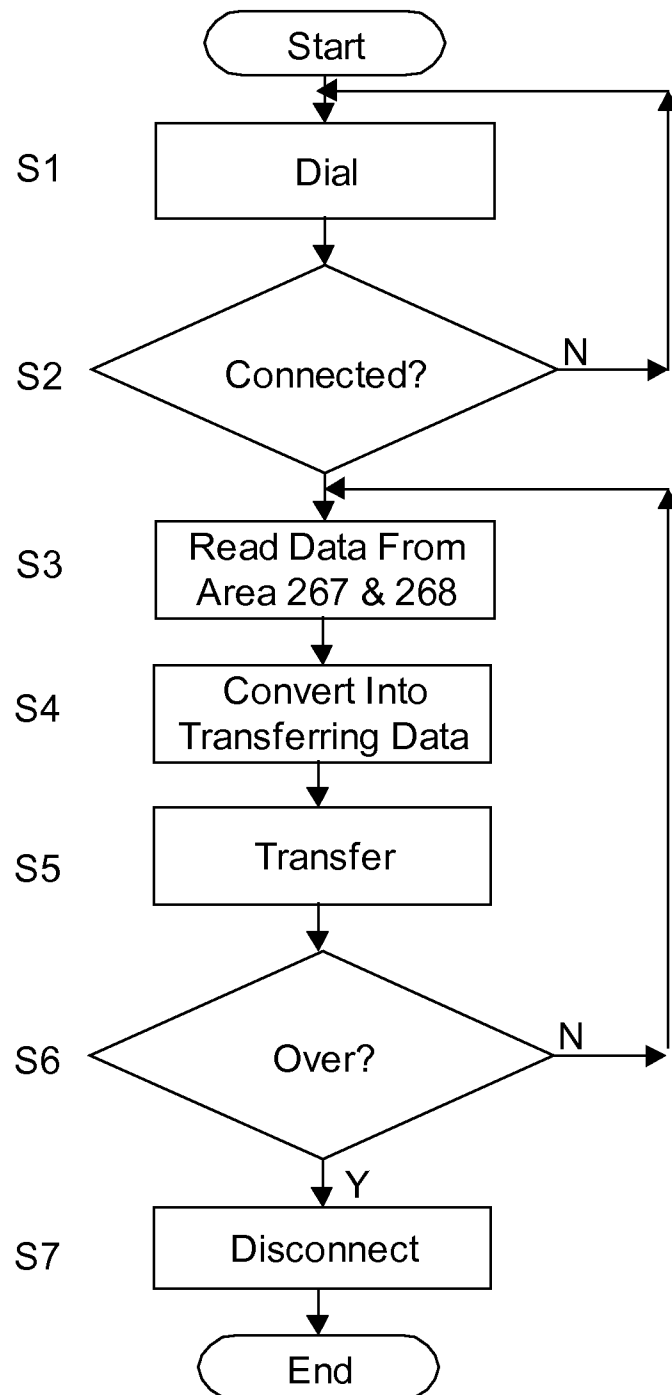 Start
S1
Dial
S2
Connected?
N
S3
Read Data From
Area 267 & 268
S4
Convert Into
Transferring Data
S5
Transfer
S6
Over?
N
Y
S7
Disconnect
End